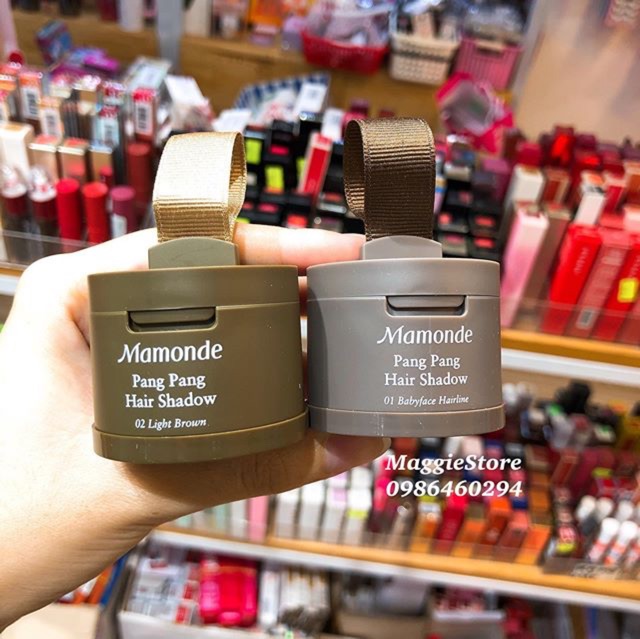 Mamonde
Pang Pang
Hair Shadow
02 Light Brown
Mamonde
Pang Pang
Hair Shadow
01 Babyface Hairline
MaggieStore
0986460294